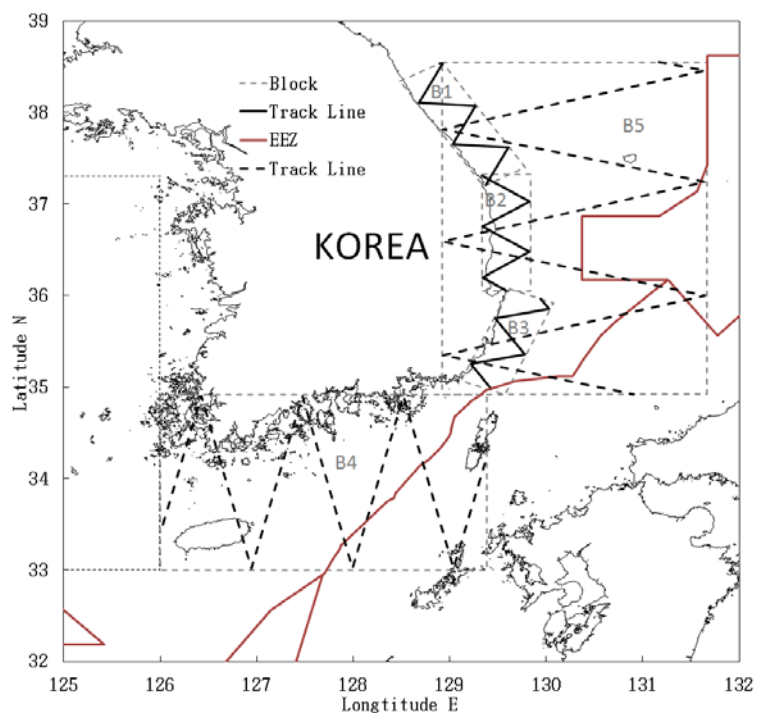 39
38
37
36
35
34
33
32
Latitude N
Block
Track Line
EEZ
Track Line
B1
B5
B2
KOREA
B3
B4
125 126 127 128 129 130 131 132
Longtitude E